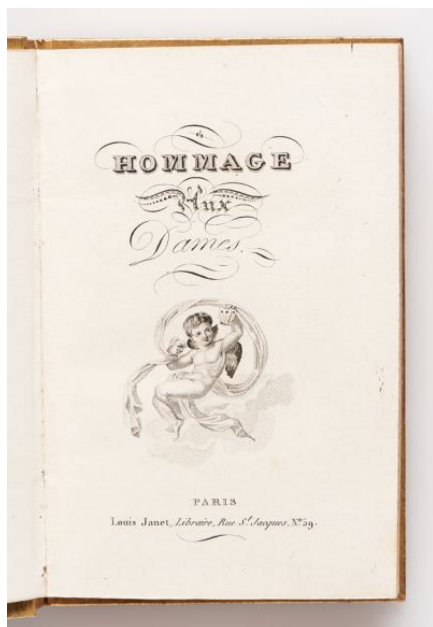 HOMMAGE
Aux
Dames.
PARIS
Louis Janet, Libraire, Rue St. Jacques, No. 59.